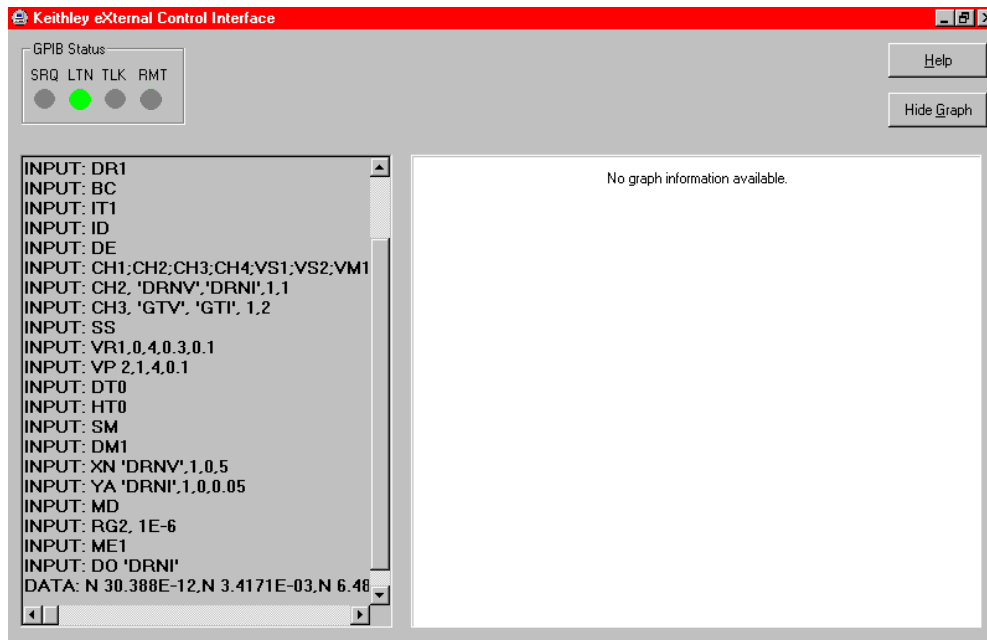 Keithley eXternal Control Interface
GPIB Status
SRQ LTN TLK RMT
Help
Hide Graph
INPUT: DR1
INPUT: BC
INPUT: IT1
INPUT: ID
INPUT: DE
INPUT: CH1;CH2;CH3;CH4;VS1;VS2;VM1
INPUT: CH2, 'DRNV','DRNI',1,1
INPUT: CH3, 'GTV', 'GTI', 1,2
INPUT: SS
INPUT: VR1,0,4,0.3,0.1
INPUT: VP 2,1,4,0.1
INPUT: DT0
INPUT: HT0
INPUT: SM
INPUT: DM1
INPUT: XN 'DRNV',1,0,5
INPUT: YA 'DRNI',1,0,0.05
INPUT: MD
INPUT: RG2, 1E-6
INPUT: ME1
INPUT: DO 'DRNI'
DATA: N 30.388E-12,N 3.4171E-03,N 6.48
No graph information available.